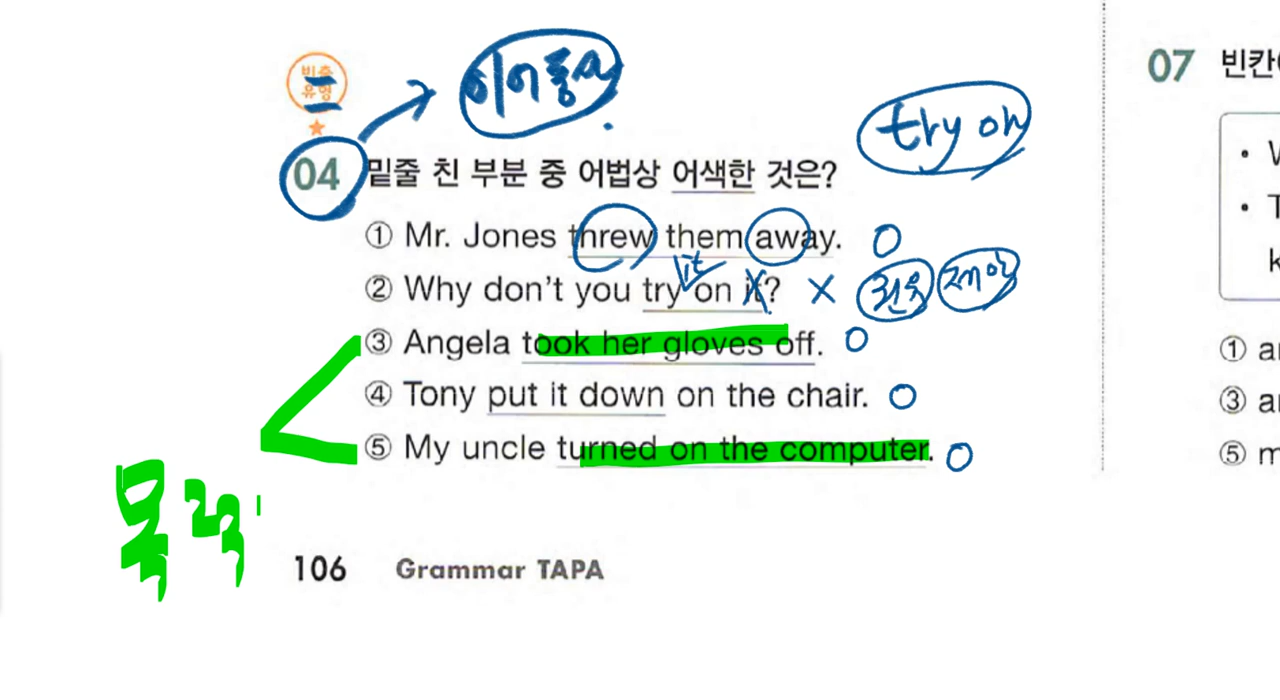 빈출
유형
이어동사
try on
04 밑줄 친 부분 중 어법상 어색한 것은?
① Mr. Jones threw them away. O
it
② Why don't you try on it? X 권유 제안
③ Angela took her gloves off. O
④ Tony put it down on the chair. O
⑤ My uncle turned on the computer. O
106 Grammar TAPA
07 빈칸
①
③
⑤